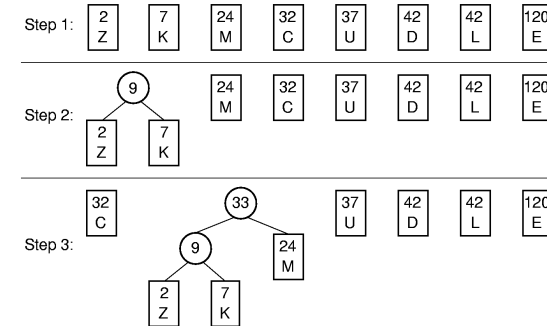 Step 1:
2 7 24 32 37 42 42 120
Z K M C U D L E
Step 2:
9 24 32 37 42 42 120
M C U D L E
2 7
Z K
Step 3:
32 33 37 42 42 120
C U D L E
9 24
M
2 7
Z K